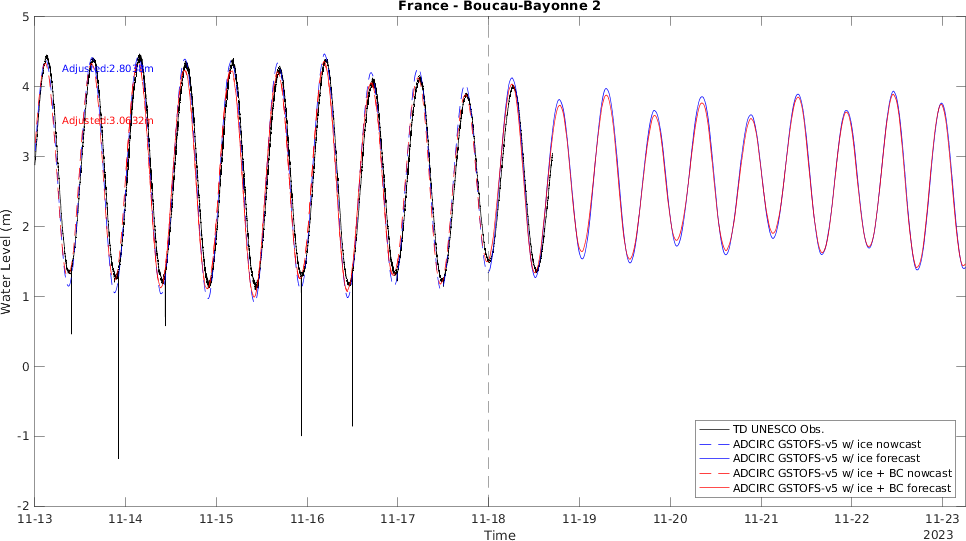 France - Boucau-Bayonne 2
5
4
3
2
1
0
-1
-2
Water Level (m)
Adjusted:3.0632m
11-13
11-14
11-15
11-16
11-17
11-18
11-19
11-20
11-21
11-22
11-23
Time
2023
TD UNESCO Obs.
ADCIRC GSTOFS-v5 w/ ice nowcast
ADCIRC GSTOFS-v5 w/ ice forecast
ADCIRC GSTOFS-v5 w/ ice + BC nowcast
ADCIRC GSTOFS-v5 w/ ice + BC forecast